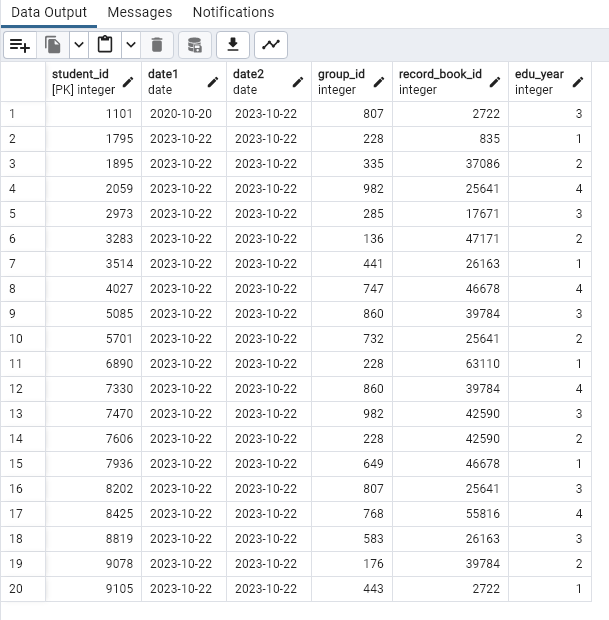 Data Output Messages Notifications
student_id date1 date2 group_id record_book_id edu_year
[PK] integer date date integer integer integer
1 1101 2020-10-20 2023-10-22 807 2722 3
2 1795 2023-10-22 2023-10-22 228 835 1
3 1895 2023-10-22 2023-10-22 335 37086 2
4 2059 2023-10-22 2023-10-22 982 25641 4
5 2973 2023-10-22 2023-10-22 285 17671 3
6 3283 2023-10-22 2023-10-22 136 47171 2
7 3514 2023-10-22 2023-10-22 441 26163 1
8 4027 2023-10-22 2023-10-22 747 46678 4
9 5085 2023-10-22 2023-10-22 860 39784 3
10 5701 2023-10-22 2023-10-22 732 25641 2
11 6890 2023-10-22 2023-10-22 228 63110 1
12 7330 2023-10-22 2023-10-22 860 39784 4
13 7470 2023-10-22 2023-10-22 982 42590 3
14 7606 2023-10-22 2023-10-22 228 42590 2
15 7936 2023-10-22 2023-10-22 649 46678 1
16 8202 2023-10-22 2023-10-22 807 25641 3
17 8425 2023-10-22 2023-10-22 768 55816 4
18 8819 2023-10-22 2023-10-22 583 26163 3
19 9078 2023-10-22 2023-10-22 176 39784 2
20 9105 2023-10-22 2023-10-22 443 2722 1